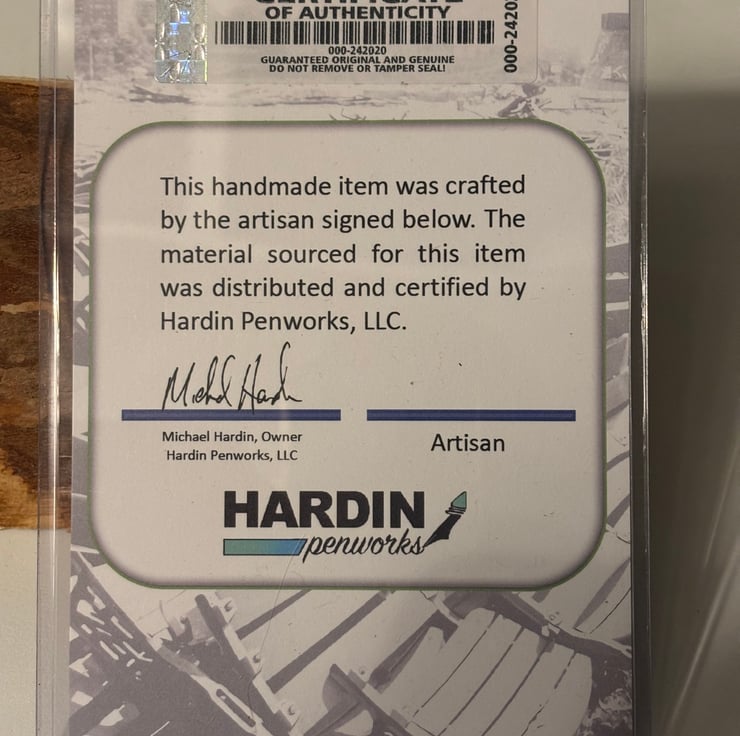 CERTIFICATE
OF AUTHENTICITY
000-242020
GUARANTEED ORIGINAL AND GENUINE
DO NOT REMOVE OR TAMPER SEAL!
000-2420
This handmade item was crafted
by the artisan signed below. The
material sourced for this item
was distributed and certified by
Hardin Penworks, LLC.
Michael Hardin, Owner
Hardin Penworks, LLC
Artisan
HARDIN
penworks